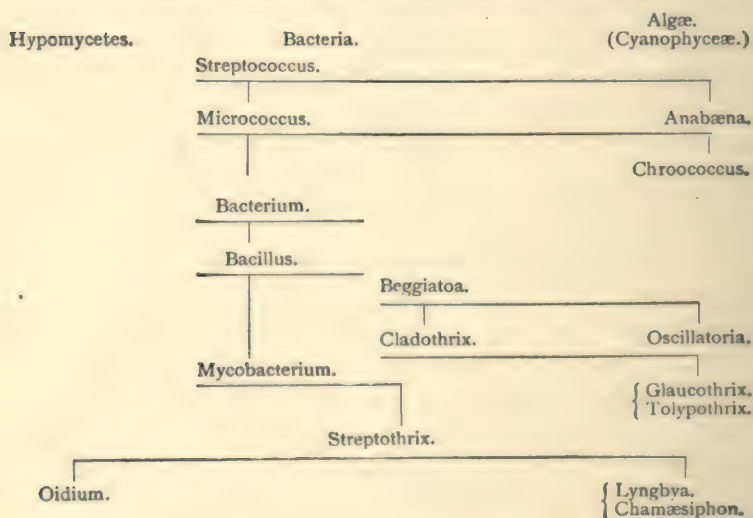 Algæ.
Hypomycetes. Bacteria. (Cyanophyceæ.)
Streptococcus.
Micrococcus. Anabæna.
Chroococcus.
Bacterium.
Bacillus.
Beggiatoa.
Cladothrix. Oscillatoria.
Mycobacterium.
{ Glaucothrix.
{ Tolypothrix.
Streptothrix.
Oidium. { Lyngbya.
{ Chamæsiphon.